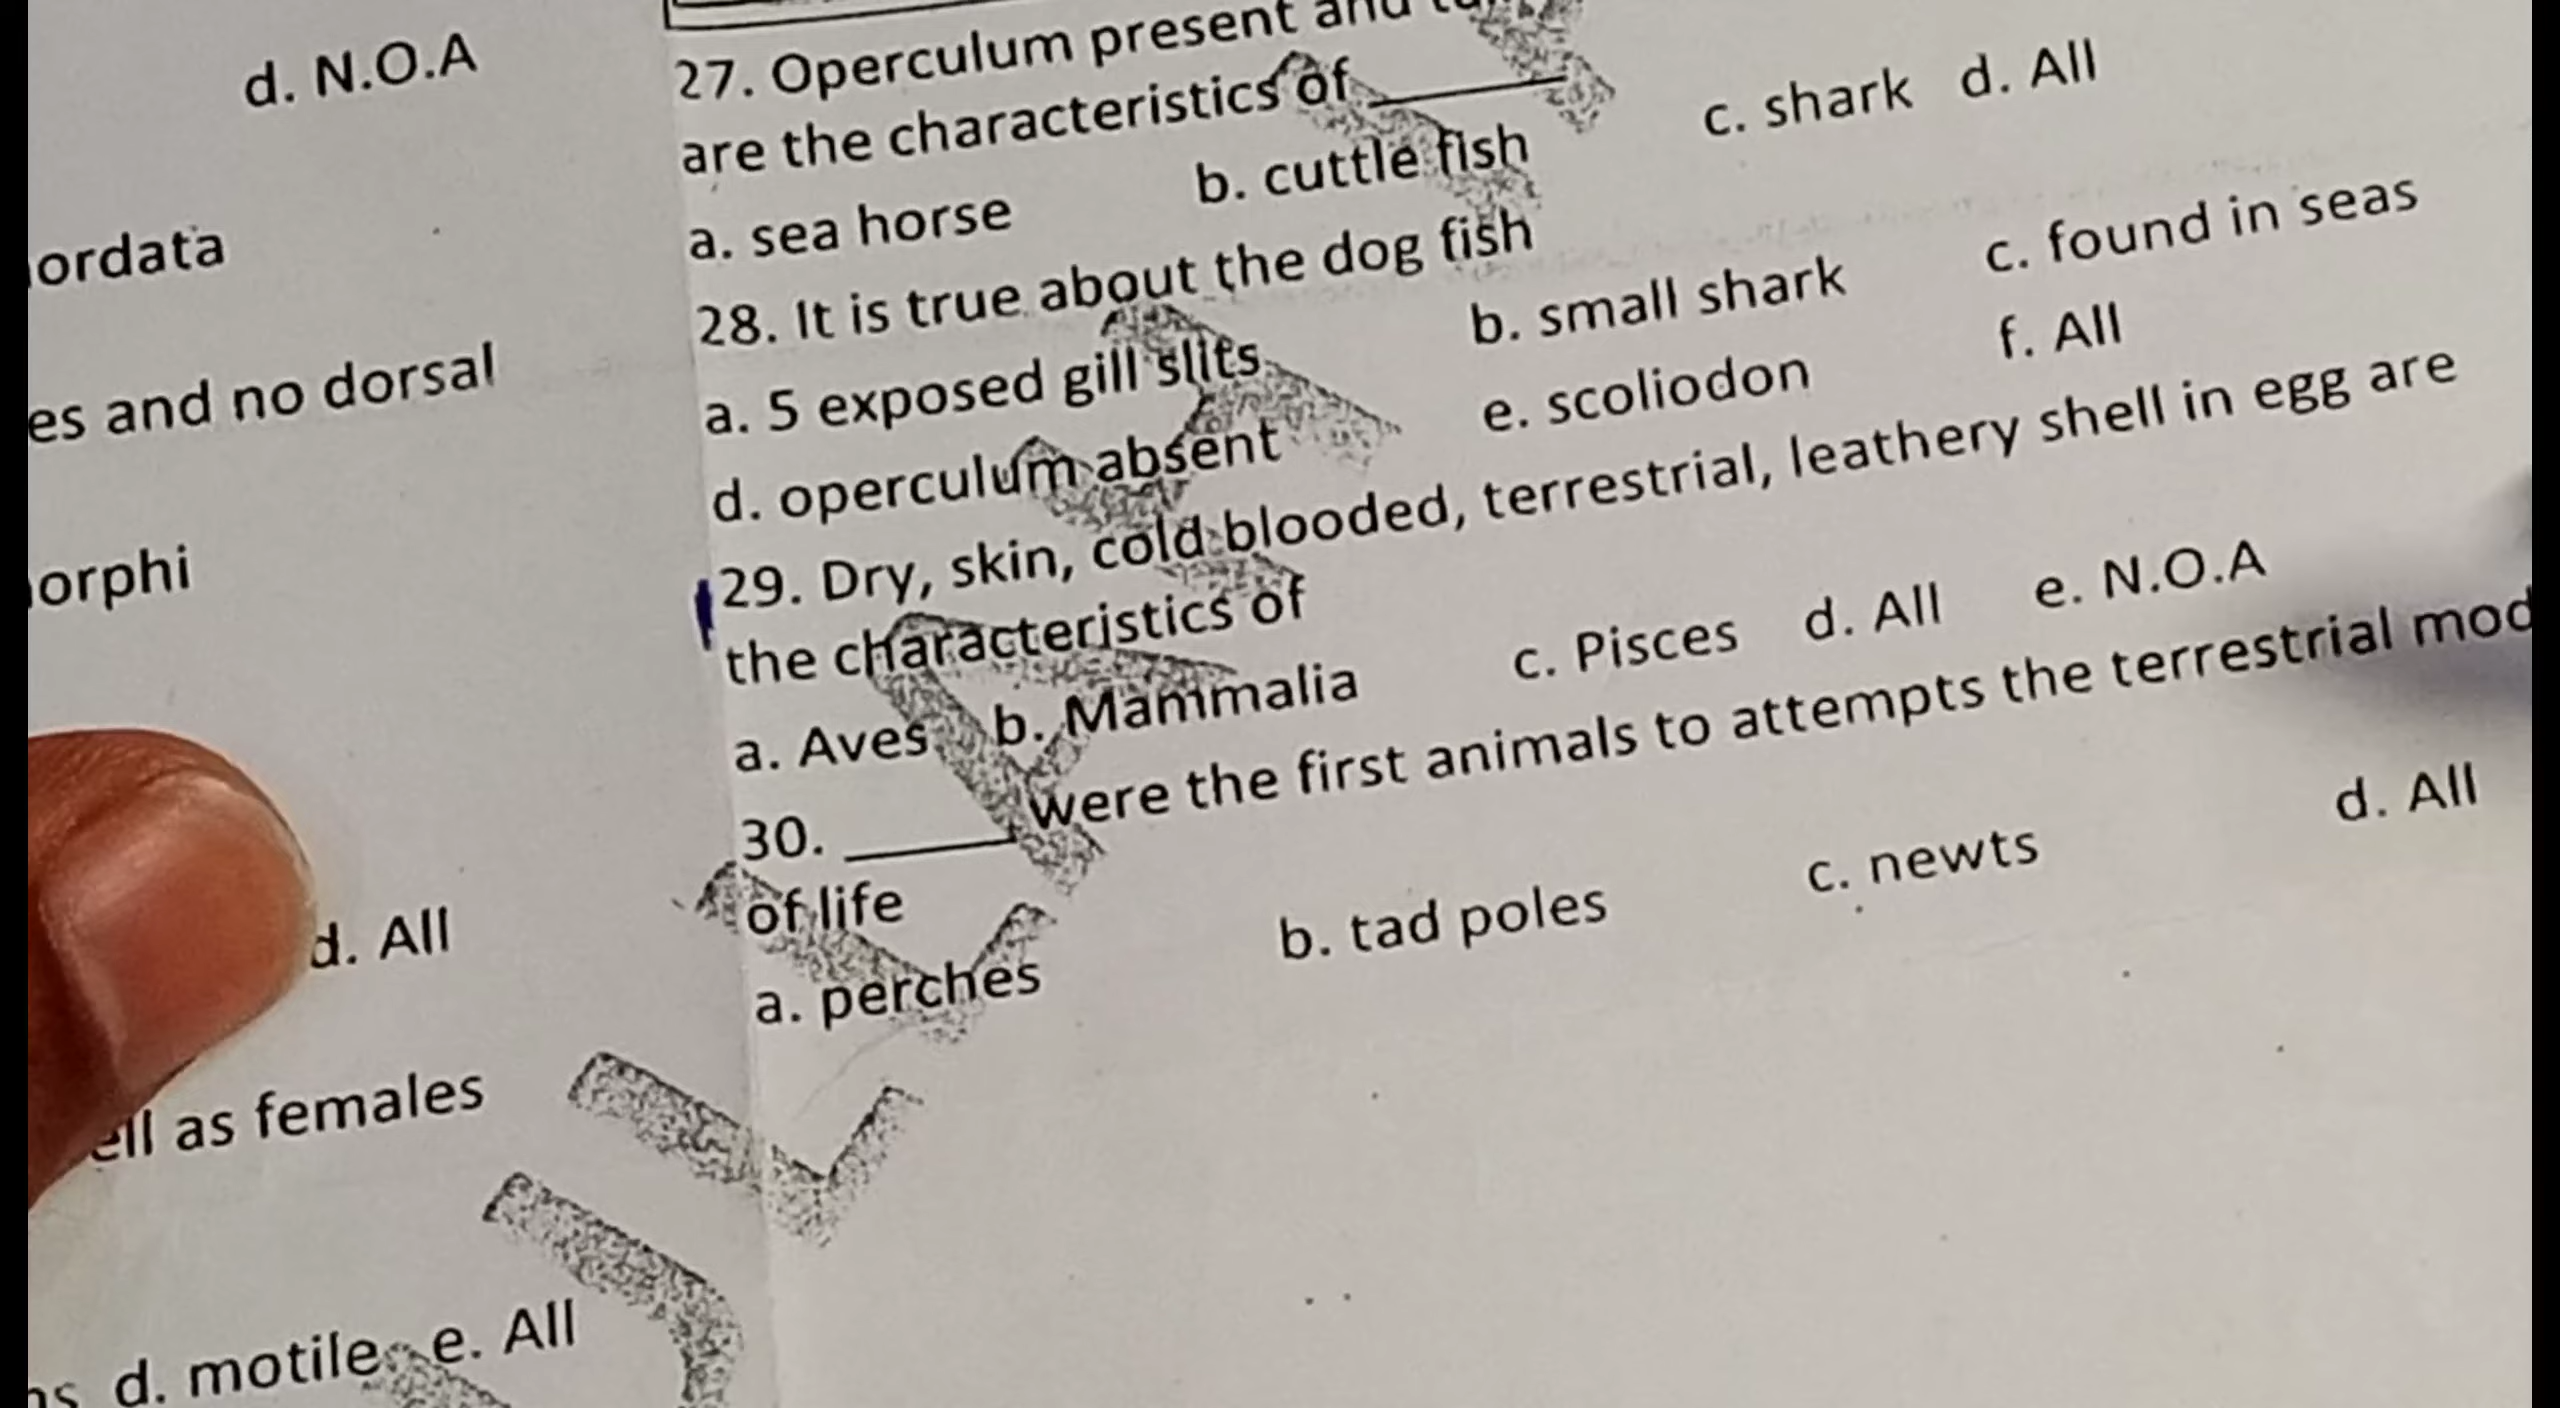 d. N.O.A
ordata
es and no dorsal
orphi
d. All
ell as females
d. motile e. All
27. Operculum present and
are the characteristics of ______
a. sea horse b. cuttle fish c. shark d. All
28. It is true about the dog fish
a. 5 exposed gill slits b. small shark c. found in seas
d. operculum absent e. scoliodon f. All
29. Dry, skin, cold blooded, terrestrial, leathery shell in egg are
the characteristics of
a. Aves b. Mammalia c. Pisces d. All e. N.O.A
30. ______ were the first animals to attempts the terrestrial mod
of life
a. perches b. tad poles c. newts d. All